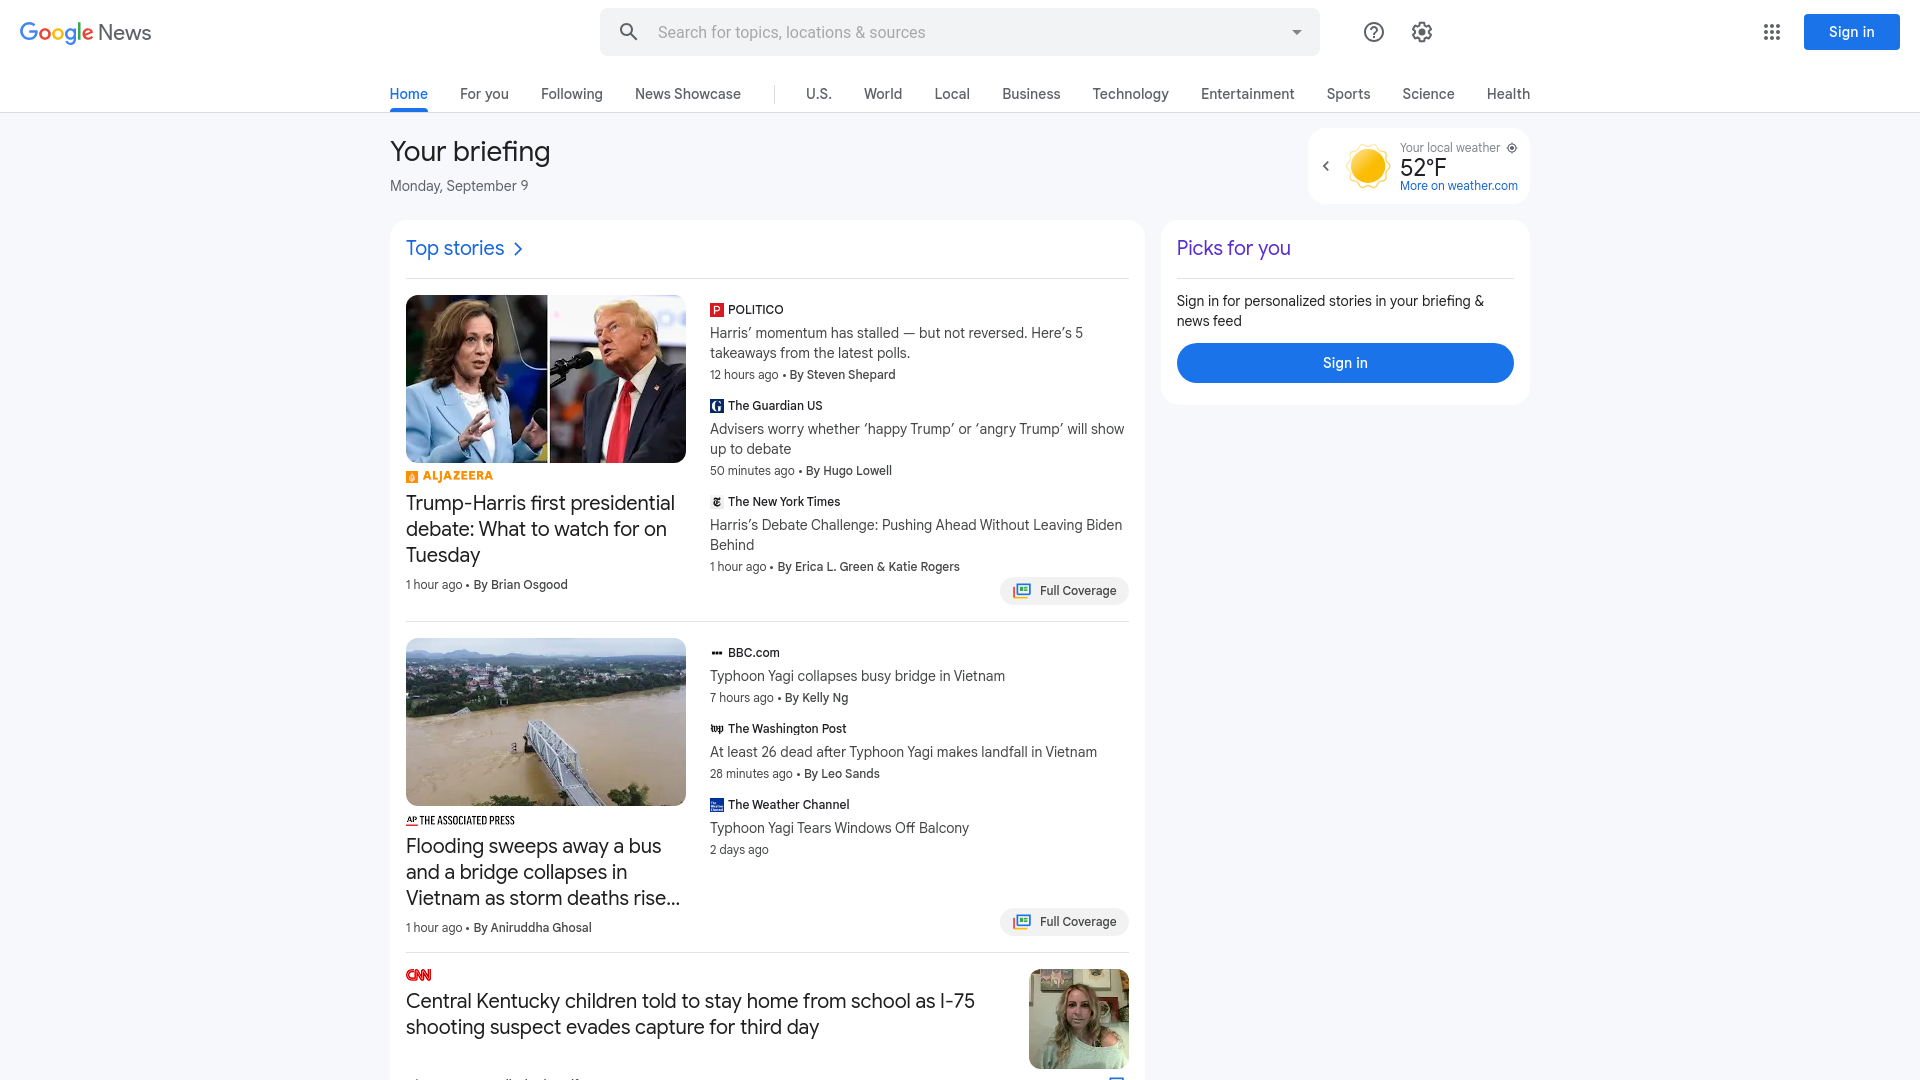 Google News
Search for topics, locations & sources
Sign in
Home
For you
Following
News Showcase
U.S.
World
Local
Business
Technology
Entertainment
Sports
Science
Health
Your briefing
Monday, September 9
Your local weather
52°F
More on weather.com
Top stories
ALJAZEERA
Trump-Harris first presidential
debate: What to watch for on
Tuesday
1 hour ago • By Brian Osgood
POLITICO
Harris’ momentum has stalled — but not reversed. Here’s 5
takeaways from the latest polls.
12 hours ago • By Steven Shepard
The Guardian US
Advisers worry whether ‘happy Trump’ or ‘angry Trump’ will show
up to debate
50 minutes ago • By Hugo Lowell
The New York Times
Harris’s Debate Challenge: Pushing Ahead Without Leaving Biden
Behind
1 hour ago • By Erica L. Green & Katie Rogers
Full Coverage
AP THE ASSOCIATED PRESS
Flooding sweeps away a bus
and a bridge collapses in
Vietnam as storm deaths rise...
1 hour ago • By Aniruddha Ghosal
BBC.com
Typhoon Yagi collapses busy bridge in Vietnam
7 hours ago • By Kelly Ng
The Washington Post
At least 26 dead after Typhoon Yagi makes landfall in Vietnam
28 minutes ago • By Leo Sands
The Weather Channel
Typhoon Yagi Tears Windows Off Balcony
2 days ago
Full Coverage
CNN
Central Kentucky children told to stay home from school as I-75
shooting suspect evades capture for third day
Picks for you
Sign in for personalized stories in your briefing &
news feed
Sign in